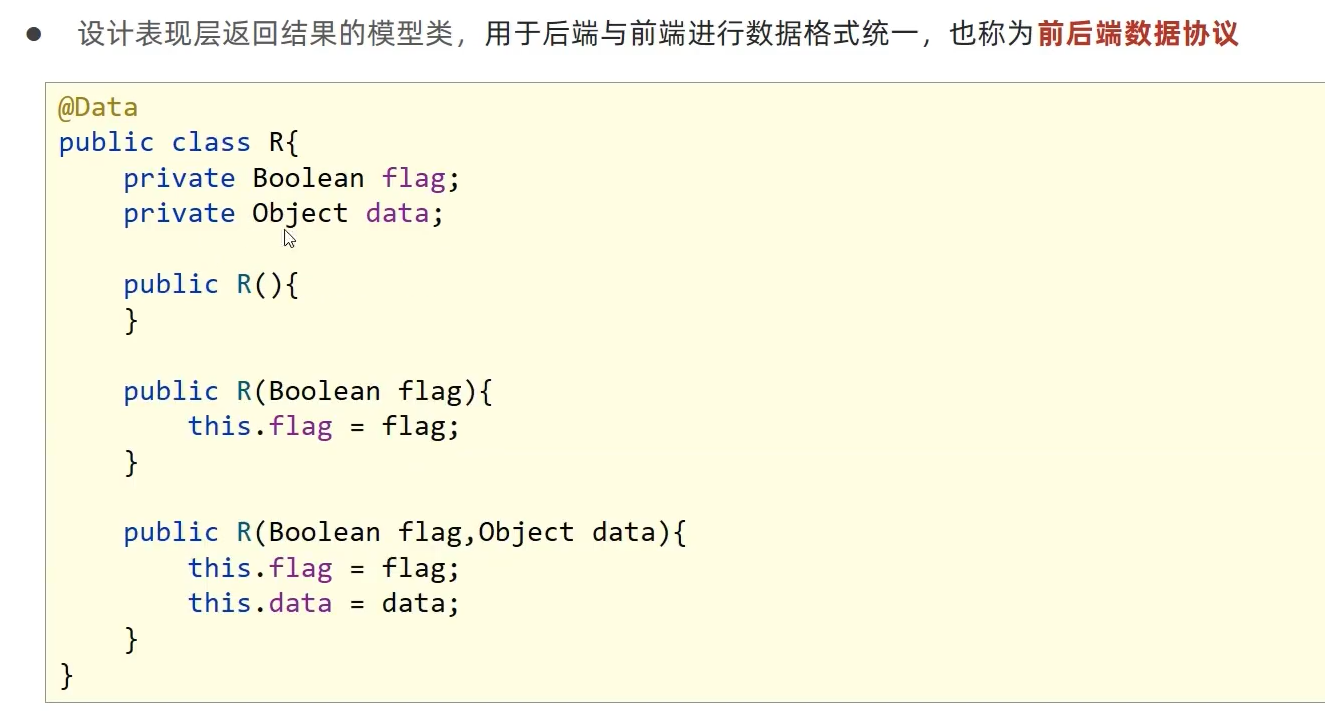 ● 设计表现层返回结果的模型类，用于后端与前端进行数据格式统一，也称为前后端数据协议
@Data
public class R{
    private Boolean flag;
    private Object data;

    public R(){
    }

    public R(Boolean flag){
        this.flag = flag;
    }

    public R(Boolean flag,Object data){
        this.flag = flag;
        this.data = data;
    }
}